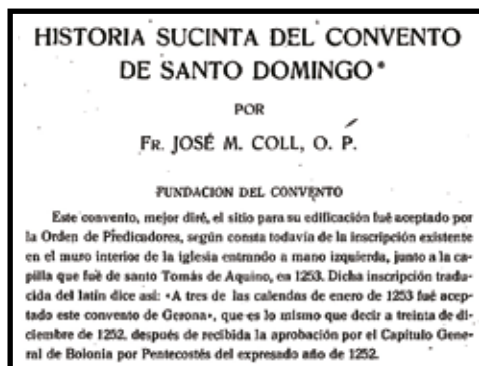 HISTORIA SUCINTA DEL CONVENTO
DE SANTO DOMINGO*
POR
FR. JOSÉ M. COLL, O. P.
FUNDACION DEL CONVENTO
Este convento, mejor diré, el sitio para su edificación fué aceptado por
la Orden de Predicadores, según consta todavía de la inscripción existente
en el muro interior de la iglesia entrando a mano izquierda, junto a la ca-
pilla que fué de santo Tomás de Aquino, en 1253. Dicha inscripción tradu-
cida del latín dice así: «A tres de las calendas de enero de 1253 fué acep-
tado este convento de Gerona», que es lo mismo que decir a treinta de di-
ciembre de 1252, después de recibida la aprobación por el Capítulo Gene-
ral de Bolonia por Pentecostés del expresado año de 1252.